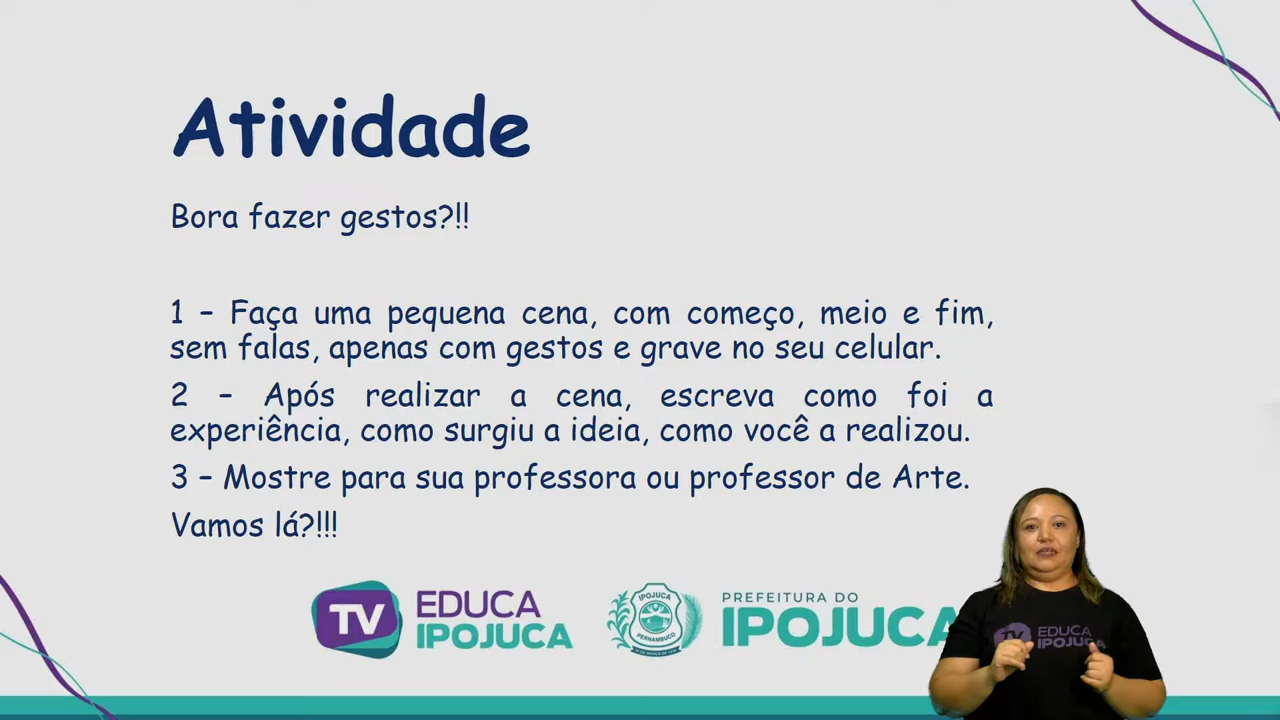 Atividade
Bora fazer gestos?!!
1 – Faça uma pequena cena, com começo, meio e fim,
sem falas, apenas com gestos e grave no seu celular.
2 – Após realizar a cena, escreva como foi a
experiência, como surgiu a ideia, como você a realizou.
3 – Mostre para sua professora ou professor de Arte.
Vamos lá?!!!
TV
EDUCA
IPOJUCA
IPOJUCA
PERNAMBUCO
PREFEITURA DO
IPOJUCA
TV
EDUCA
IPOJUCA